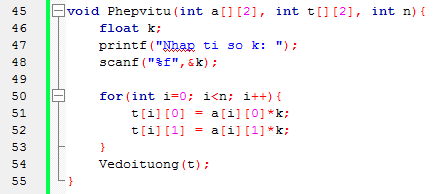 45 void Phepvitu(int a[][2], int t[][2], int n){
46 float k;
47 printf("Nhap ti so k: ");
48 scanf("%f",&k);
49
50 for(int i=0; i<n; i++){
51 t[i][0] = a[i][0]*k;
52 t[i][1] = a[i][1]*k;
53 }
54 Vedoituong(t);
55 }